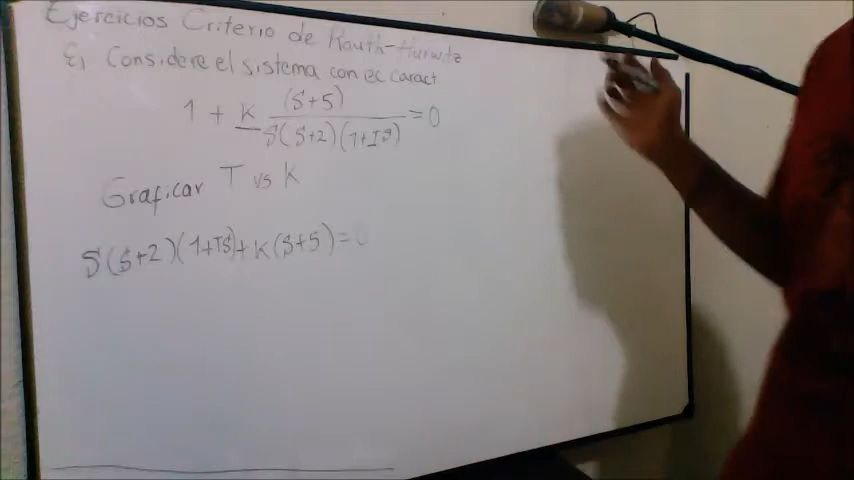 Ejercicios Criterio de Routh-Hurwitz
E1 Considere el sistema con ec caract
1 + K (S+5) / S(S+2)(1+TS) = 0
Graficar T vs K
S(S+2)(1+TS)+K(S+5)=0